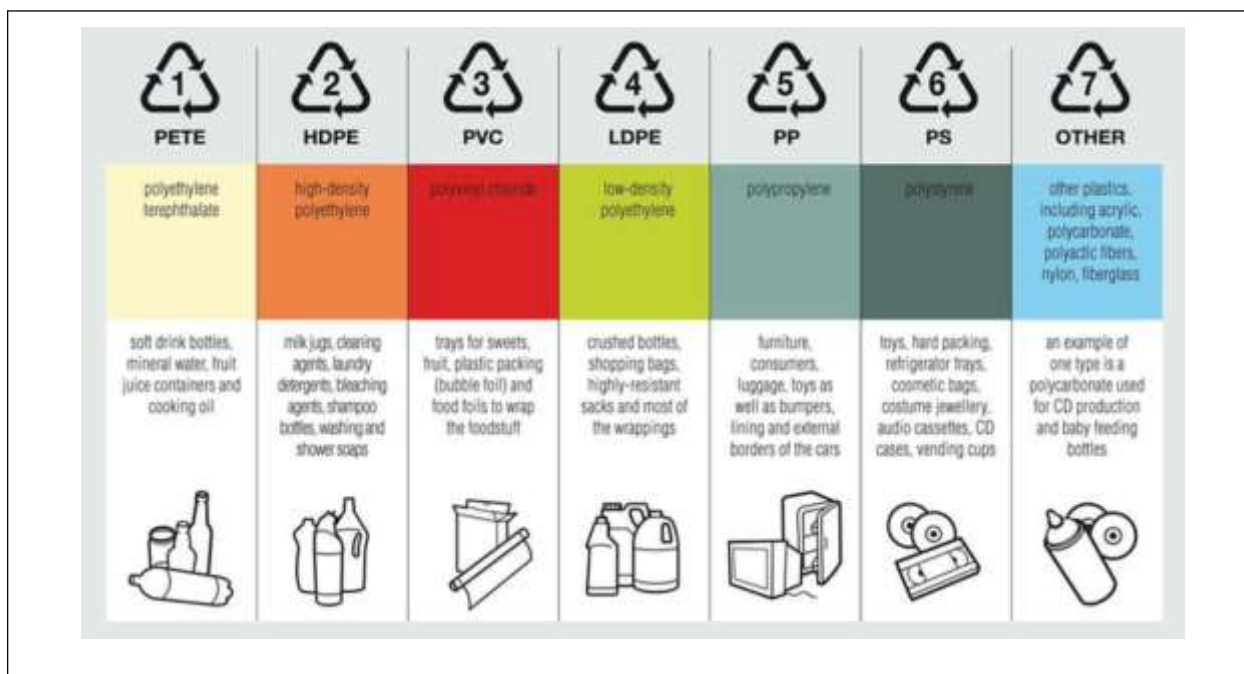 1
PETE
polyethylene
terephthalate
soft drink bottles,
mineral water, fruit
juice containers and
cooking oil
2
HDPE
high-density
polyethylene
milk jugs, cleaning
agents, laundry
detergents, bleaching
agents, shampoo
bottles, washing and
shower soaps
3
PVC
polyvinyl chloride
trays for sweets,
fruit, plastic packing
(bubble foil) and
food foils to wrap
the foodstuff
4
LDPE
low-density
polyethylene
crushed bottles,
shopping bags,
highly-resistant
sacks and most of
the wrappings
5
PP
polypropylene
furniture,
consumers,
luggage, toys as
well as bumpers,
lining and external
borders of the cars
6
PS
polystyrene
toys, hard packing,
refrigerator trays,
cosmetic bags,
costume jewellery,
audio cassettes, CD
cases, vending cups
7
OTHER
other plastics,
including acrylic,
polycarbonate,
polyactic fibers,
nylon, fiberglass
an example of
one type is a
polycarbonate used
for CD production
and baby feeding
bottles